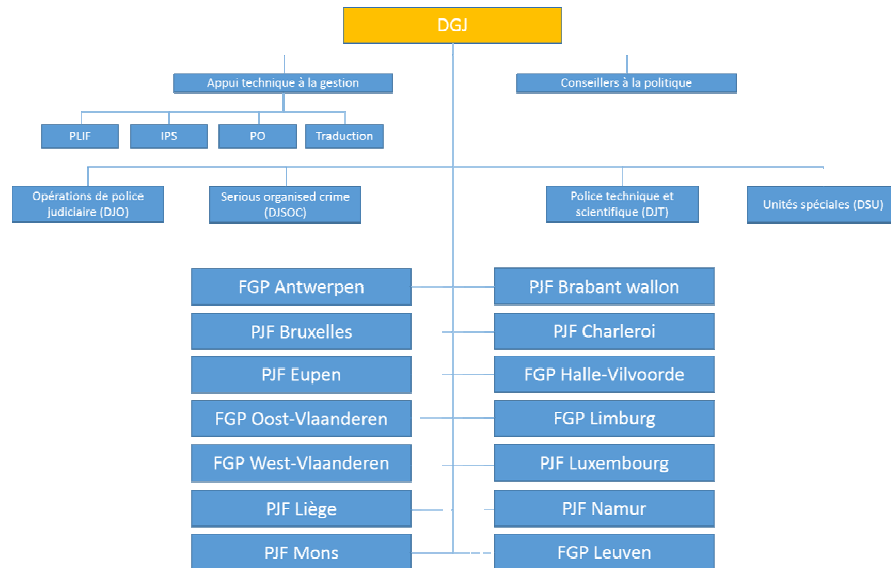 DGJ
Appui technique à la gestion
Conseillers à la politique
PLIF
IPS
PO
Traduction
Opérations de police
judiciaire (DJO)
Serious organised crime
(DJSOC)
Police technique et
scientifique (DJT)
Unités spéciales (DSU)
FGP Antwerpen
PJF Brabant wallon
PJF Bruxelles
PJF Charleroi
PJF Eupen
FGP Halle-Vilvoorde
FGP Oost-Vlaanderen
FGP Limburg
FGP West-Vlaanderen
PJF Luxembourg
PJF Liège
PJF Namur
PJF Mons
FGP Leuven